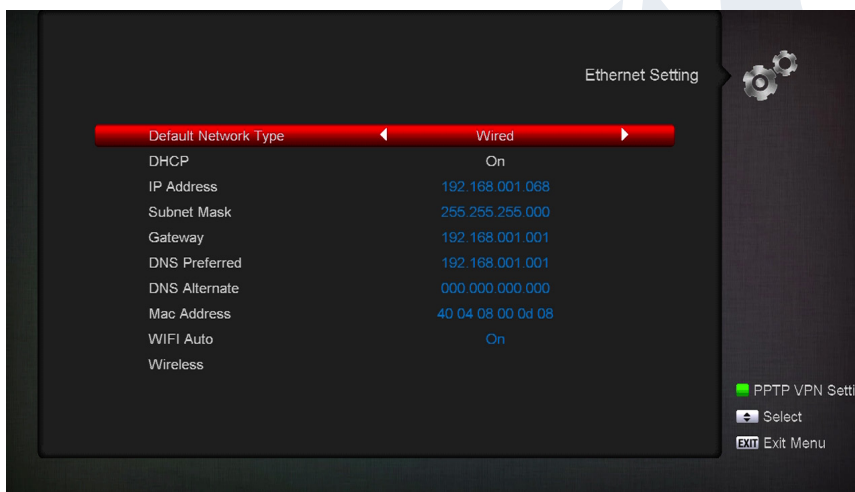 Ethernet Setting
Default Network Type Wired
DHCP On
IP Address 192.168.001.068
Subnet Mask 255.255.255.000
Gateway 192.168.001.001
DNS Preferred 192.168.001.001
DNS Alternate 000.000.000.000
Mac Address 40 04 08 00 0d 08
WIFI Auto On
Wireless
PPTP VPN Setti
Select
EXIT Exit Menu